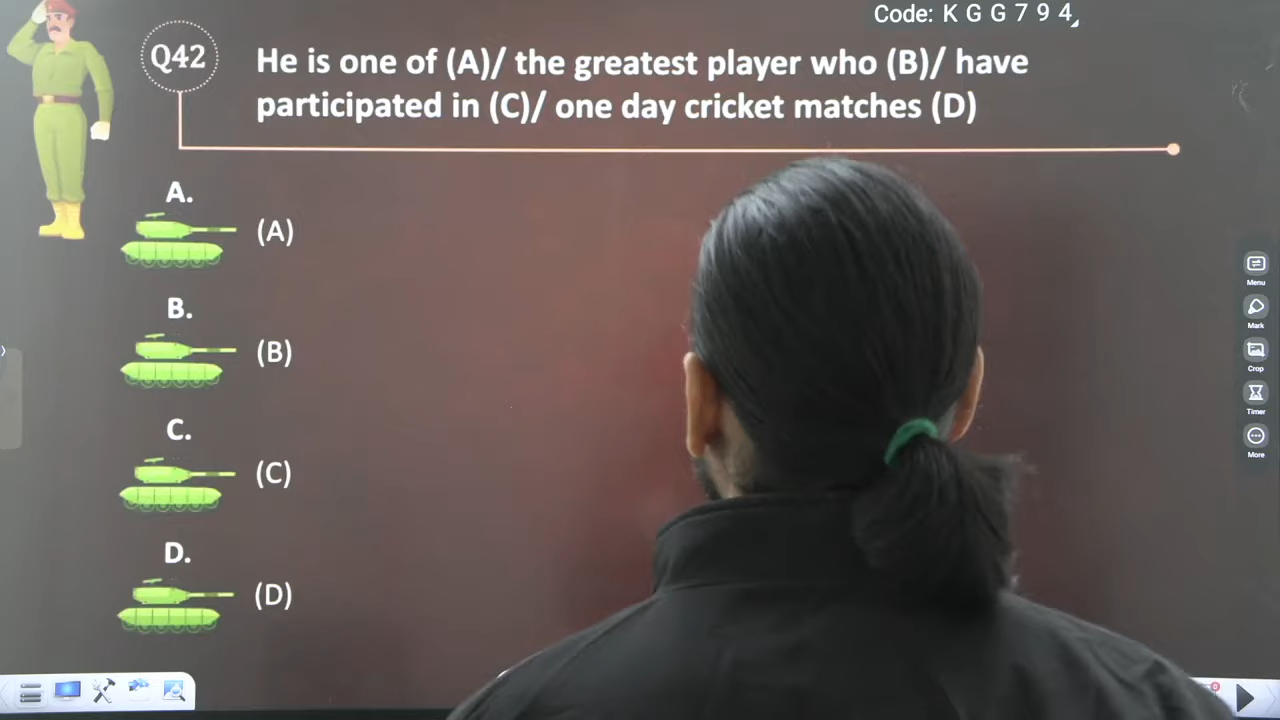 Code: K G G 7 9 4
Q42
He is one of (A)/ the greatest player who (B)/ have
participated in (C)/ one day cricket matches (D)
A.
(A)
B.
(B)
C.
(C)
D.
(D)
Menu
Mark
Crop
Timer
More